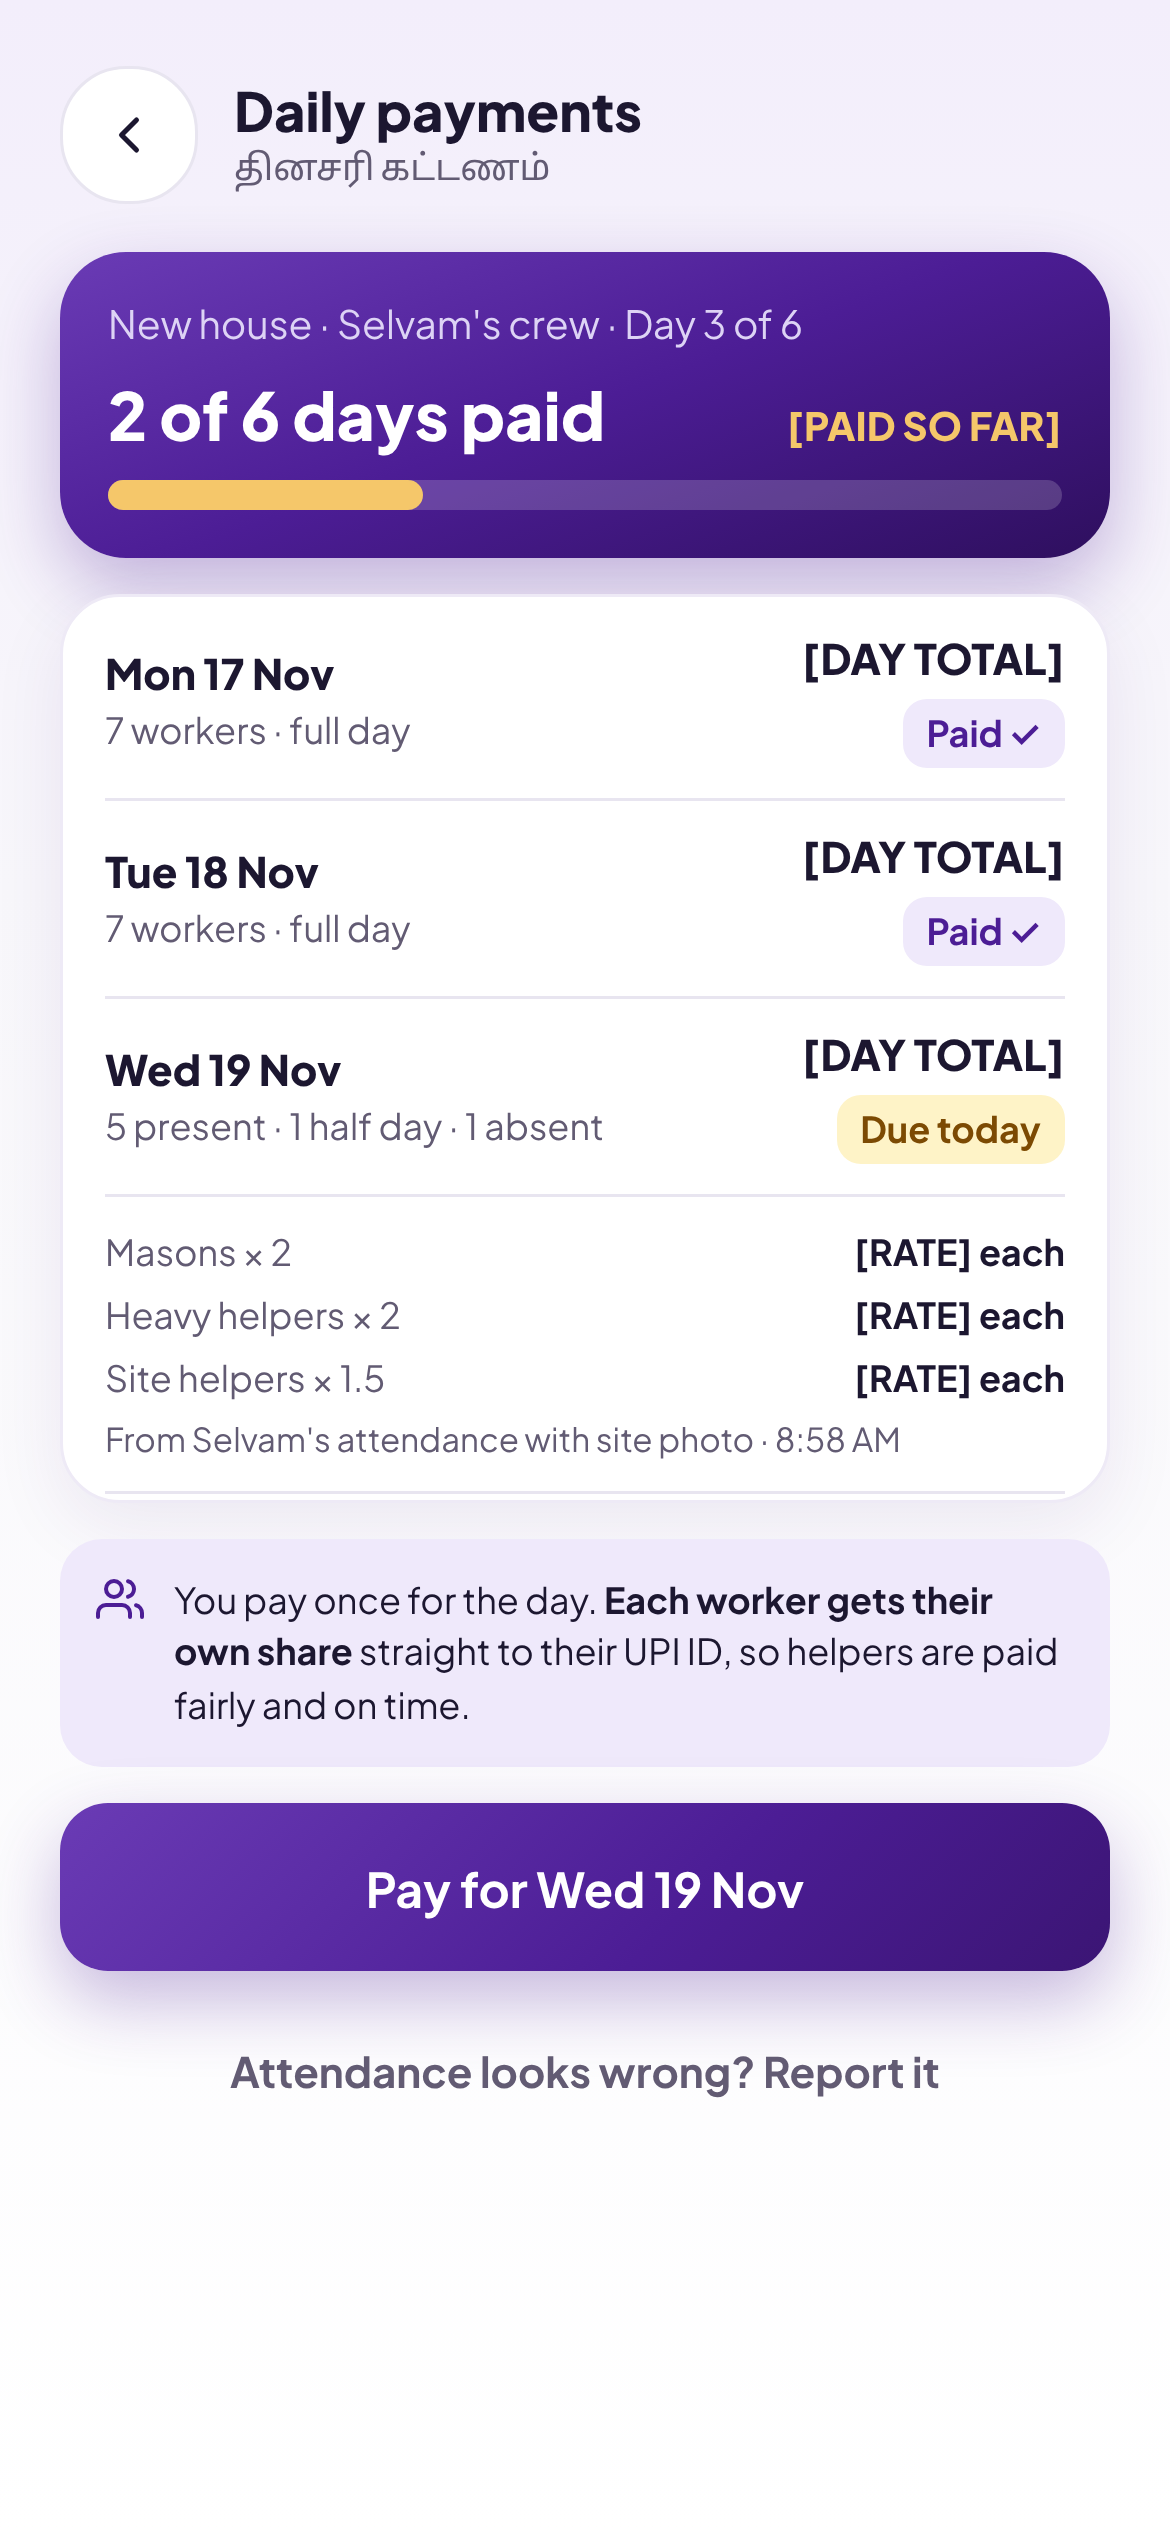 Daily payments
தினசரி கட்டணம்
New house · Selvam's crew · Day 3 of 6
2 of 6 days paid
[PAID SO FAR]
Mon 17 Nov
[DAY TOTAL]
7 workers · full day
Paid ✓
Tue 18 Nov
[DAY TOTAL]
7 workers · full day
Paid ✓
Wed 19 Nov
[DAY TOTAL]
5 present · 1 half day · 1 absent
Due today
Masons × 2
[RATE] each
Heavy helpers × 2
[RATE] each
Site helpers × 1.5
[RATE] each
From Selvam's attendance with site photo · 8:58 AM
You pay once for the day. Each worker gets their
own share straight to their UPI ID, so helpers are paid
fairly and on time.
Pay for Wed 19 Nov
Attendance looks wrong? Report it